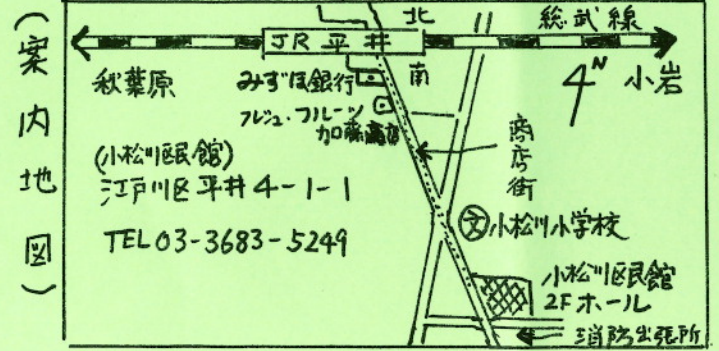 (案内地図)
北
総武線
JR平井
秋葉原
みずほ銀行
南
N
小岩
フレジュ・フルーツ
加藤商店
商店街
(小松川区民館)
江戸川区平井4-1-1
TEL03-3683-5249
文小松川小学校
小松川区民館
2Fホール
消防出張所